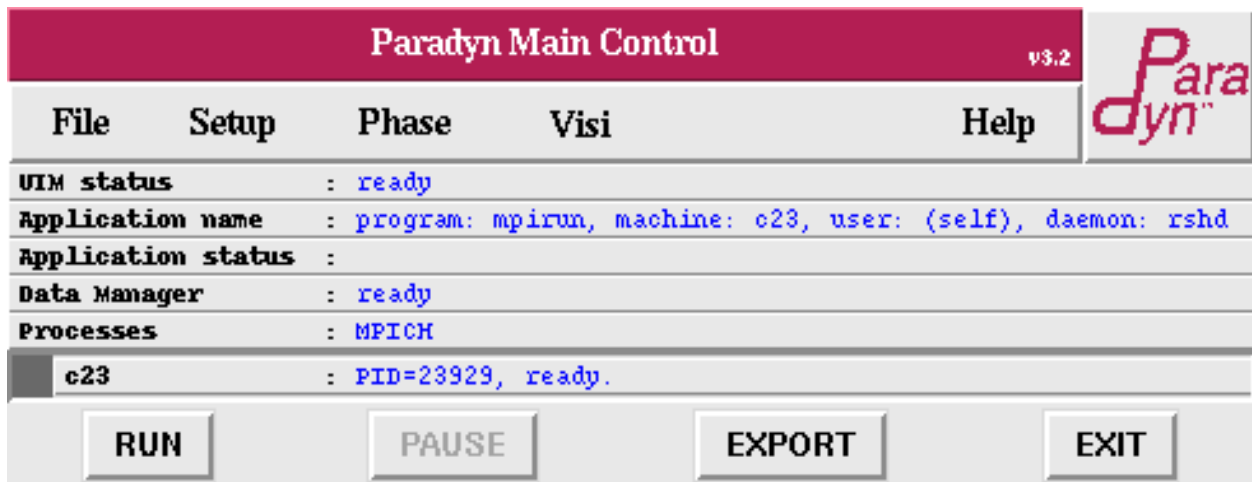 Paradyn Main Control v3.2
Para
dyn™
File Setup Phase Visi Help
UIM status : ready
Application name : program: mpirun, machine: c23, user: (self), daemon: rshd
Application status :
Data Manager : ready
Processes : MPICH
c23 : PID=23929, ready.
RUN PAUSE EXPORT EXIT